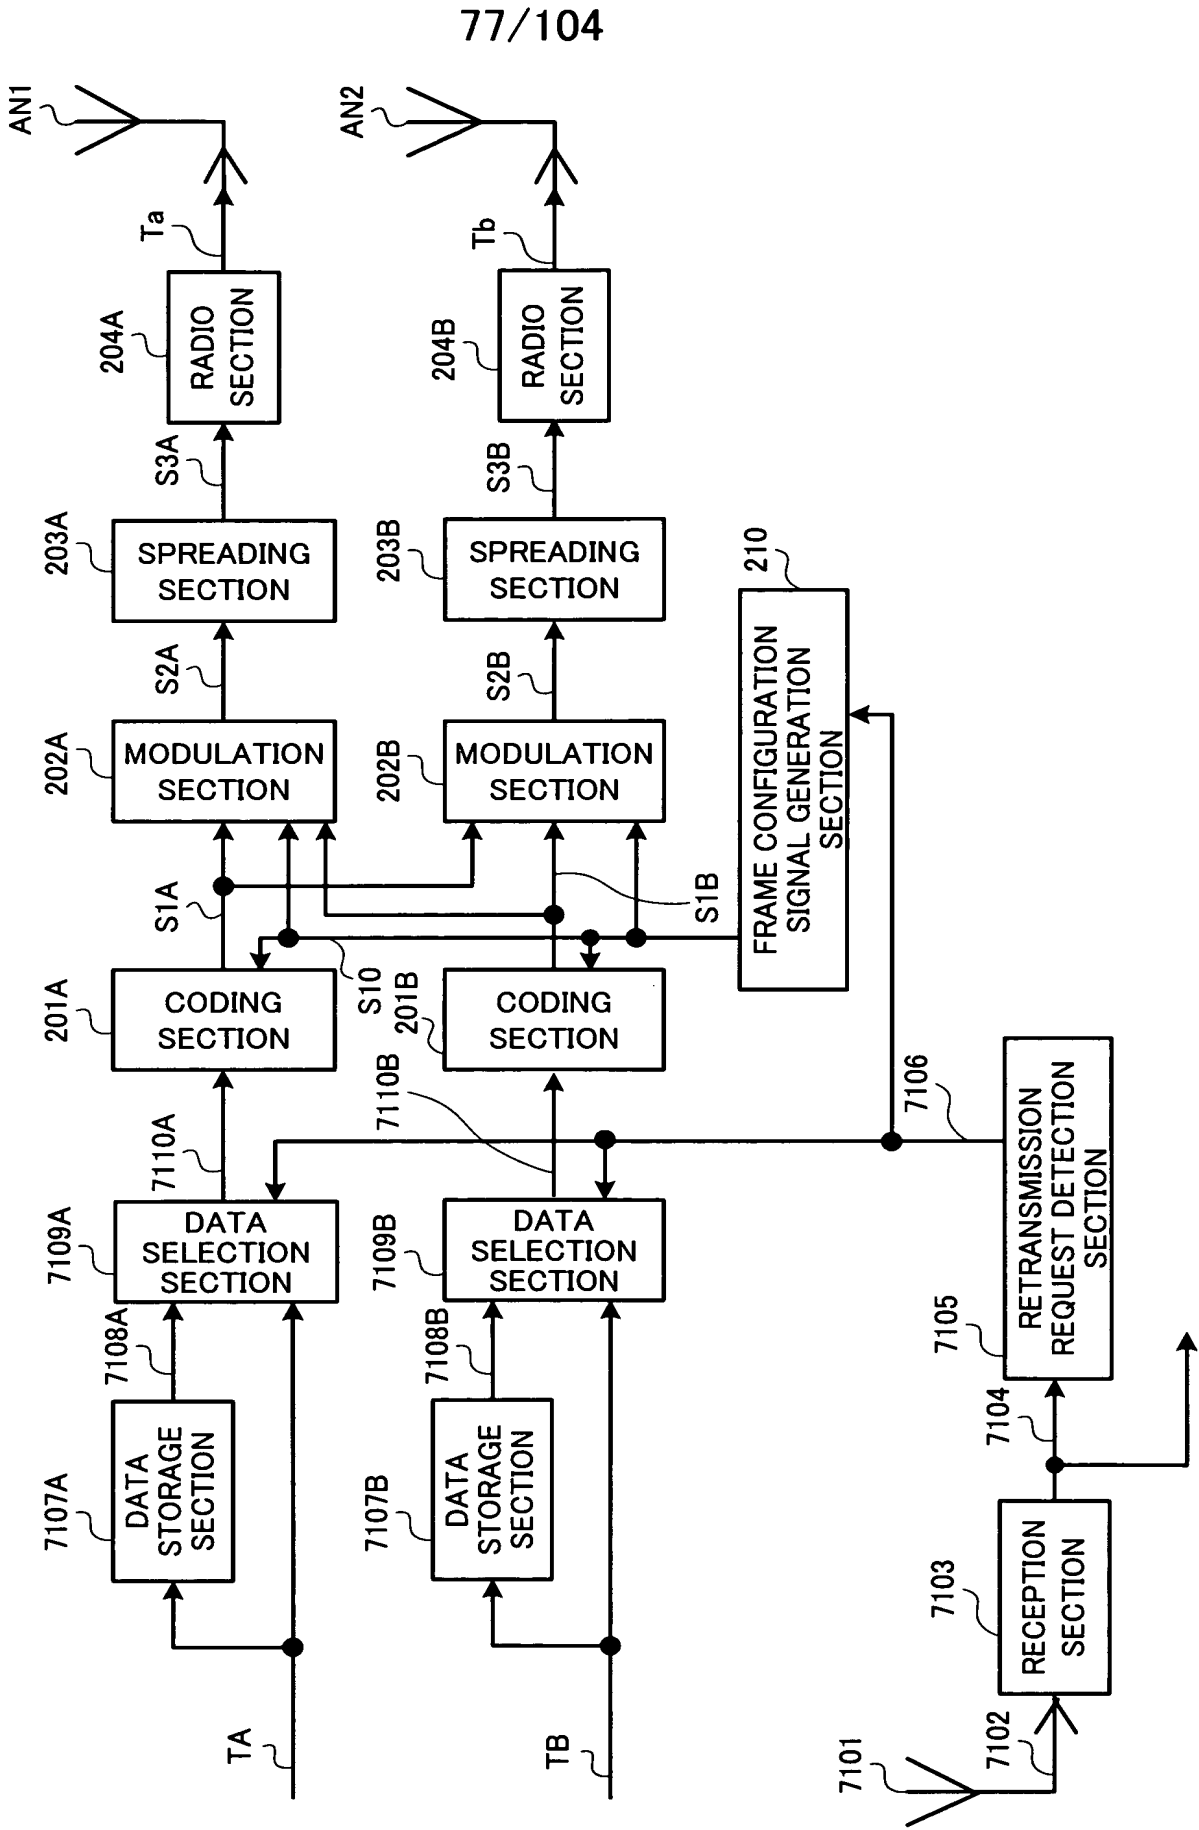 77/104
TA
7107A
DATA
STORAGE
SECTION
7108A
7109A
DATA
SELECTION
SECTION
7110A
201A
CODING
SECTION
S1A
202A
MODULATION
SECTION
S2A
203A
SPREADING
SECTION
S3A
204A
RADIO
SECTION
Ta
AN1
S10
TB
7107B
DATA
STORAGE
SECTION
7108B
7109B
DATA
SELECTION
SECTION
7110B
201B
CODING
SECTION
S1B
202B
MODULATION
SECTION
S2B
203B
SPREADING
SECTION
S3B
204B
RADIO
SECTION
Tb
AN2
210
FRAME CONFIGURATION
SIGNAL GENERATION
SECTION
7101
7102
7103
RECEPTION
SECTION
7104
7105
RETRANSMISSION
REQUEST DETECTION
SECTION
7106